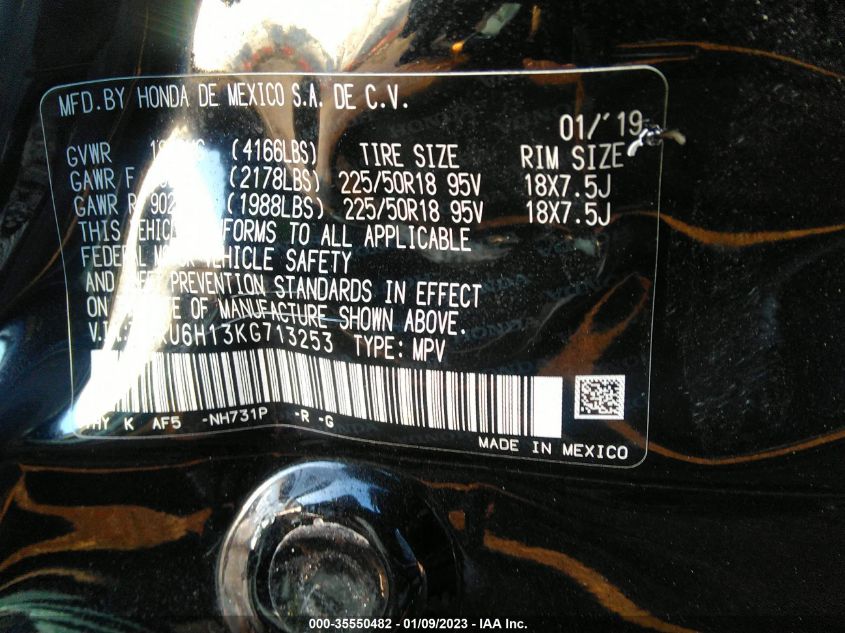 MFD.BY HONDA DE MEXICO S.A. DE C.V.
01/'19
GVWR (4166LBS) TIRE SIZE RIM SIZE
GAWR F (2178LBS) 225/50R18 95V 18X7.5J
GAWR R (1988LBS) 225/50R18 95V 18X7.5J
THIS TO ALL APPLICABLE
FEDERAL VEHICLE SAFETY
AND PREVENTION STANDARDS IN EFFECT
ON OF MANUFACTURE SHOWN ABOVE.
TYPE: MPV
K AF5 -NH731P -R -G
MADE IN MEXICO
000-35550482 - 01/09/2023 - IAA Inc.